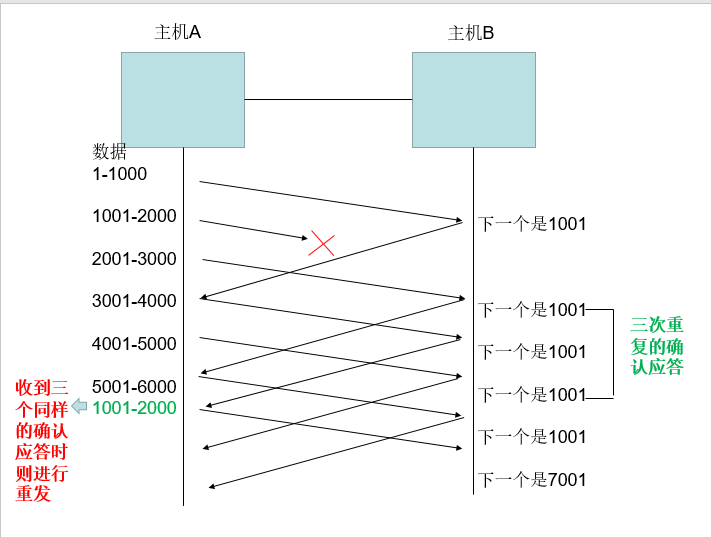 主机A
主机B
数据
1-1000
1001-2000
2001-3000
3001-4000
4001-5000
5001-6000
1001-2000
收到三
个同样
的确认
应答时
则进行
重发
下一个是1001
下一个是1001
下一个是1001
下一个是1001
下一个是1001
下一个是7001
三次重
复的确
认应答